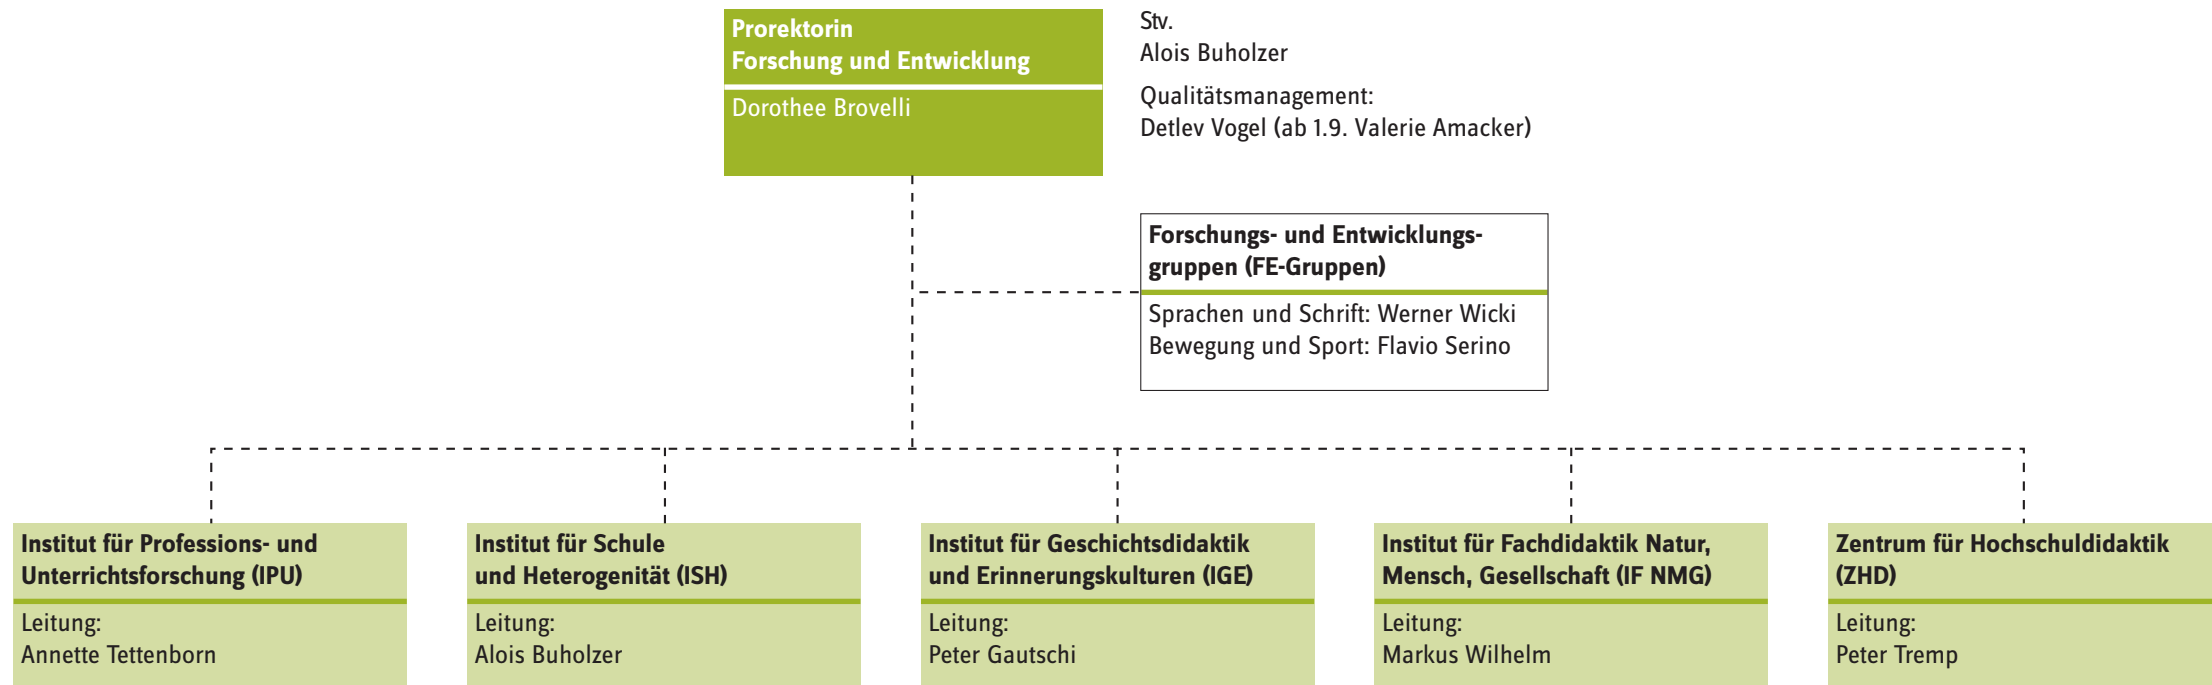 Prorektorin
Forschung und Entwicklung
Dorothee Brovelli
Stv.
Alois Buholzer
Qualitätsmanagement:
Detlev Vogel (ab 1.9. Valerie Amacker)
Forschungs- und Entwicklungs-
gruppen (FE-Gruppen)
Sprachen und Schrift: Werner Wicki
Bewegung und Sport: Flavio Serino
Institut für Professions- und
Unterrichtsforschung (IPU)
Leitung:
Annette Tettenborn
Institut für Schule
und Heterogenität (ISH)
Leitung:
Alois Buholzer
Institut für Geschichtsdidaktik
und Erinnerungskulturen (IGE)
Leitung:
Peter Gautschi
Institut für Fachdidaktik Natur,
Mensch, Gesellschaft (IF NMG)
Leitung:
Markus Wilhelm
Zentrum für Hochschuldidaktik
(ZHD)
Leitung:
Peter Tremp